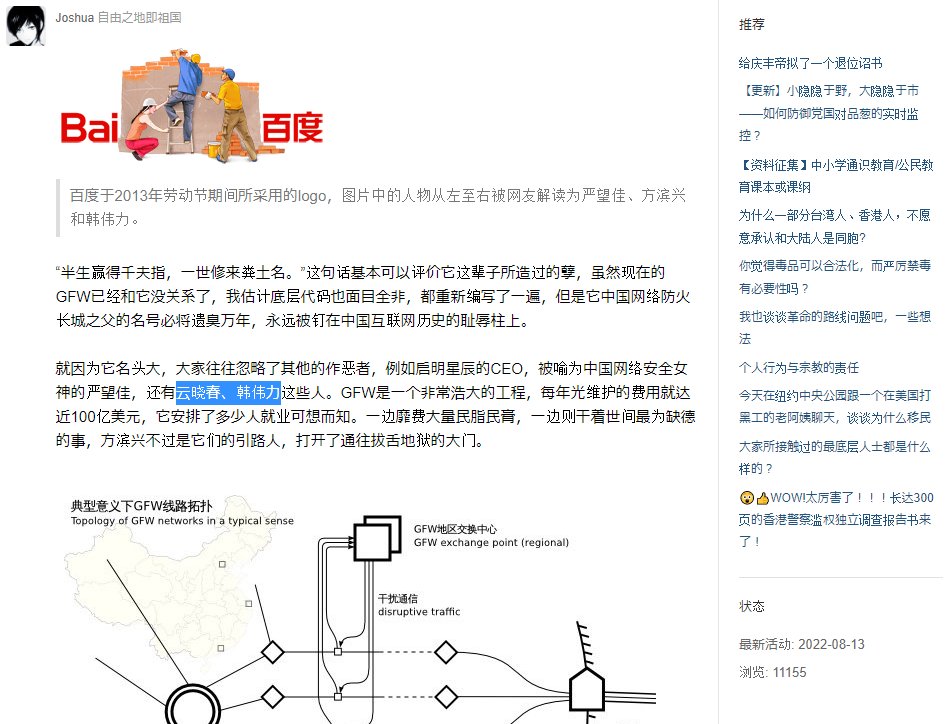 Joshua 自由之地即祖国
Bai 百度
百度于2013年劳动节期间所采用的logo，图片中的人物从左至右被网友解读为严望佳、方滨兴
和韩伟力。
“半生赢得千夫指，一世修来粪土名。”这句话基本可以评价它这辈子所造过的孽，虽然现在的
GFW已经和它没关系了，我估计底层代码也面目全非，都重新编写了一遍，但是它中国网络防火
长城之父的名号必将遗臭万年，永远被钉在中国互联网历史的耻辱柱上。
就因为它名头大，大家往往忽略了其他的作恶者，例如启明星辰的CEO，被喻为中国网络安全女
神的严望佳，还有云晓春、韩伟力这些人。GFW是一个非常浩大的工程，每年光维护的费用就达
近100亿美元，它安排了多少人就业可想而知。一边靡费大量民脂民膏，一边则干着世间最为缺德
的事，方滨兴不过是它们的引路人，打开了通往拔舌地狱的大门。
典型意义下GFW线路拓扑
Topology of GFW networks in a typical sense
GFW地区交换中心
GFW exchange point (regional)
干扰通信
disruptive traffic
推荐
给庆丰帝拟了一个退位诏书
【更新】小隐隐于野，大隐隐于市
——如何防御党国对品葱的实时监
控？
【资料征集】中小学通识教育/公民教
育课本或课纲
为什么一部分台湾人、香港人，不愿
意承认和大陆人是同胞?
你觉得毒品可以合法化，而严厉禁毒
有必要性吗？
我也谈谈革命的路线问题吧，一些想
法
个人行为与宗教的责任
今天在纽约中央公园跟一个在美国打
黑工的老阿姨聊天，谈谈为什么移民
大家所接触过的最底层人士都是什么
样的？
😲👍WOW!太厉害了！！！长达300
页的香港警察滥权独立调查报告书来
了！
状态
最新活动: 2022-08-13
浏览: 11155